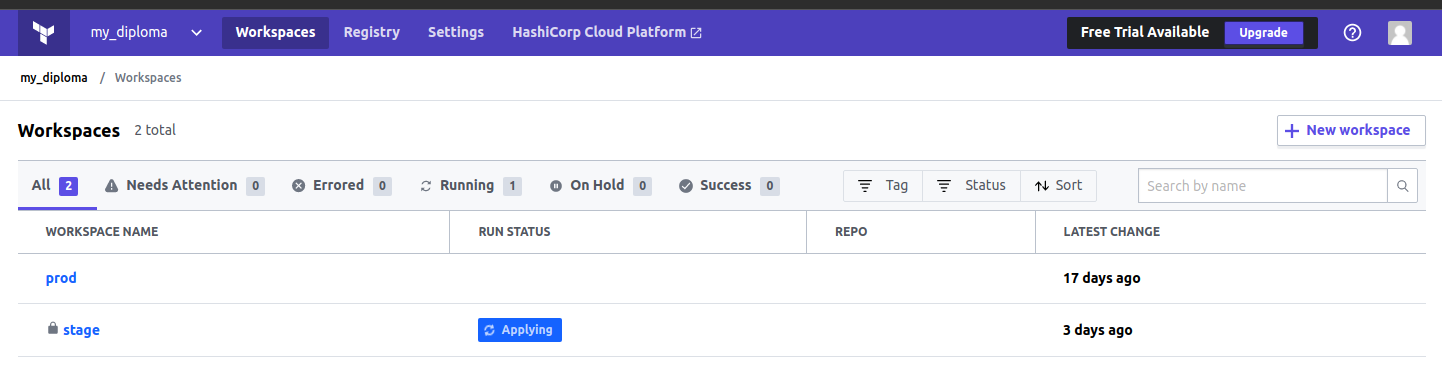 my_diploma Workspaces Registry Settings HashiCorp Cloud Platform Free Trial Available Upgrade
my_diploma / Workspaces
Workspaces 2 total + New workspace
All 2 Needs Attention 0 Errored 0 Running 1 On Hold 0 Success 0 Tag Status Sort Search by name
WORKSPACE NAME RUN STATUS REPO LATEST CHANGE
prod 17 days ago
stage Applying 3 days ago